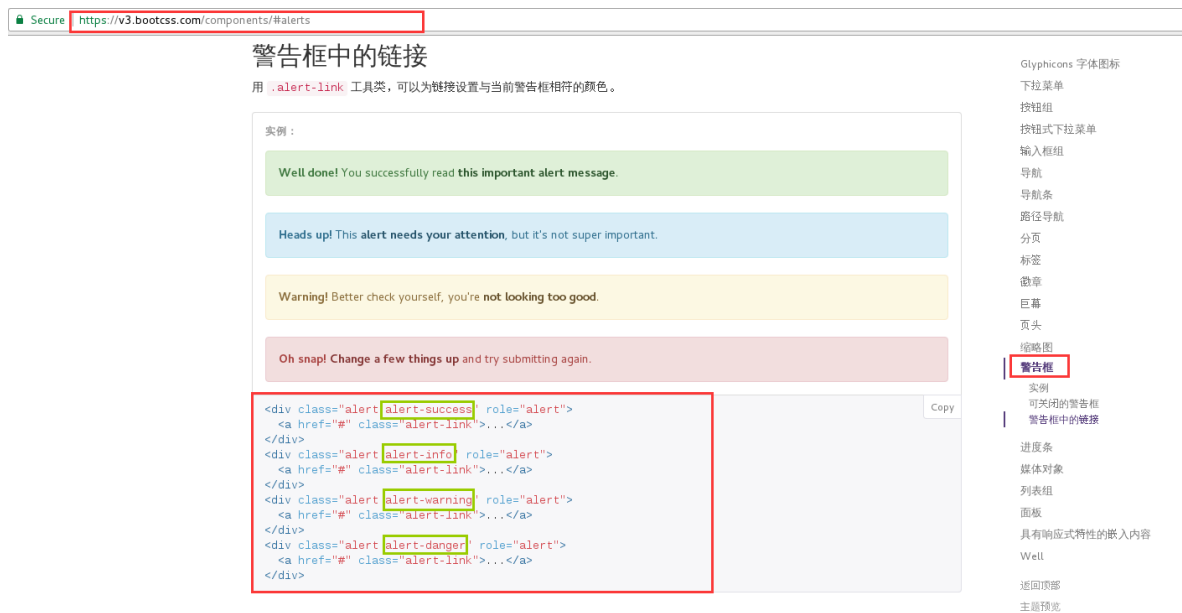 Secure https://v3.bootcss.com/components/#alerts
警告框中的链接
用 .alert-link 工具类，可以为链接设置与当前警告框相符的颜色。
实例：
Well done! You successfully read this important alert message.
Heads up! This alert needs your attention, but it's not super important.
Warning! Better check yourself, you're not looking too good.
Oh snap! Change a few things up and try submitting again.
Copy
<div class="alert alert-success" role="alert">
<a href="#" class="alert-link">...</a>
</div>
<div class="alert alert-info" role="alert">
<a href="#" class="alert-link">...</a>
</div>
<div class="alert alert-warning" role="alert">
<a href="#" class="alert-link">...</a>
</div>
<div class="alert alert-danger" role="alert">
<a href="#" class="alert-link">...</a>
</div>
Glyphicons 字体图标
下拉菜单
按钮组
按钮式下拉菜单
输入框组
导航
导航条
路径导航
分页
标签
徽章
巨幕
页头
缩略图
警告框
实例
可关闭的警告框
警告框中的链接
进度条
媒体对象
列表组
面板
具有响应式特性的嵌入内容
Well
返回顶部
主题预览